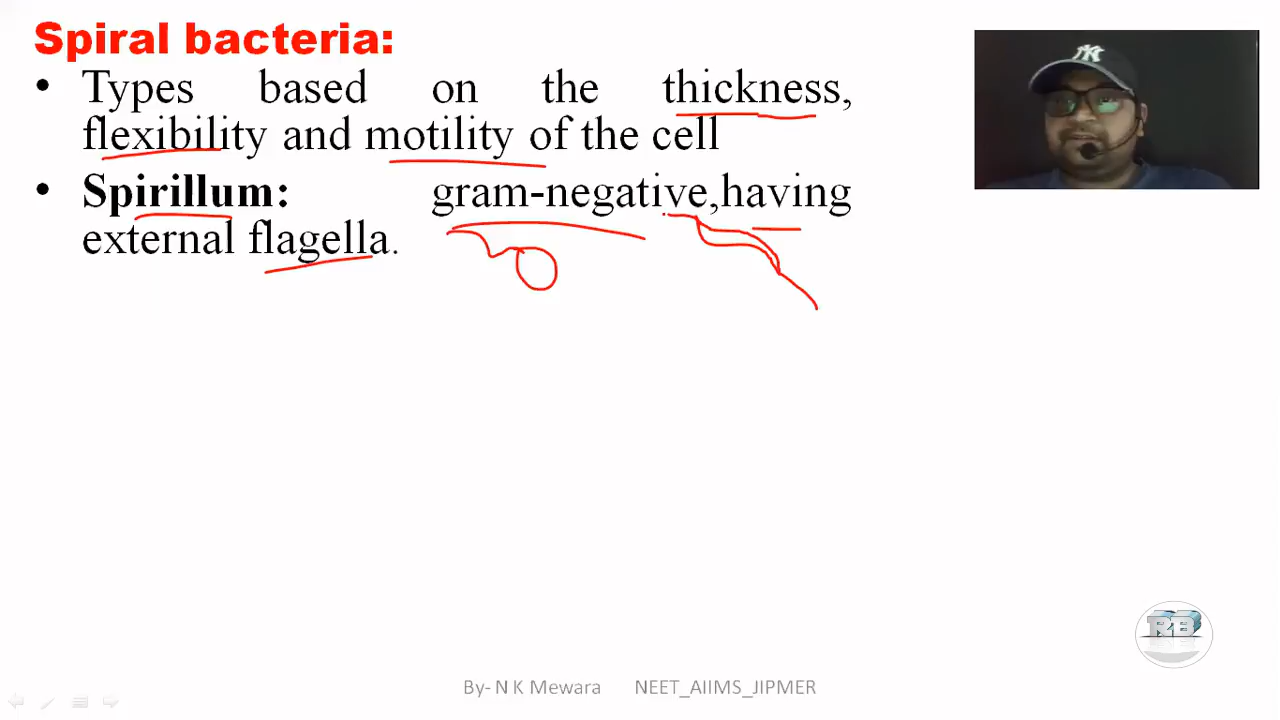 Spiral bacteria:
• Types based on the thickness,
flexibility and motility of the cell
• Spirillum: gram-negative,having
external flagella.
RB
By- N K Mewara NEET_AIIMS_JIPMER